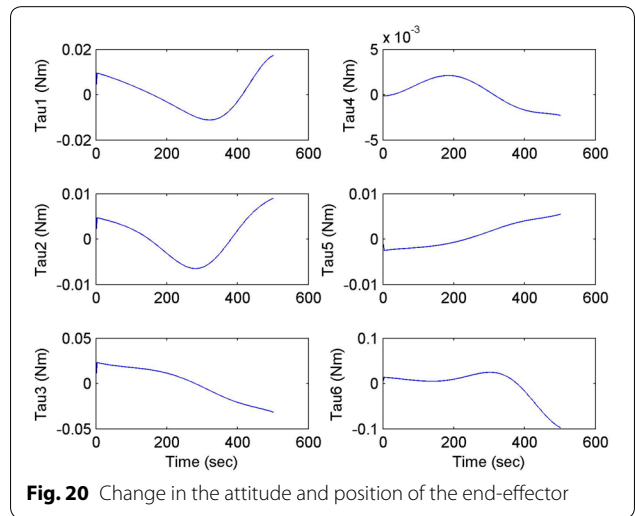 Tau1 (Nm)
0.02
0
-0.02
0 200 400 600
x 10⁻³
Tau4 (Nm)
5
0
-5
0 200 400 600
Tau2 (Nm)
0.01
0
-0.01
0 200 400 600
Tau5 (Nm)
0.01
0
-0.01
0 200 400 600
Tau3 (Nm)
0.05
0
-0.05
0 200 400 600
Time (sec)
Tau6 (Nm)
0.1
0
-0.1
0 200 400 600
Time (sec)
Fig. 20 Change in the attitude and position of the end-effector